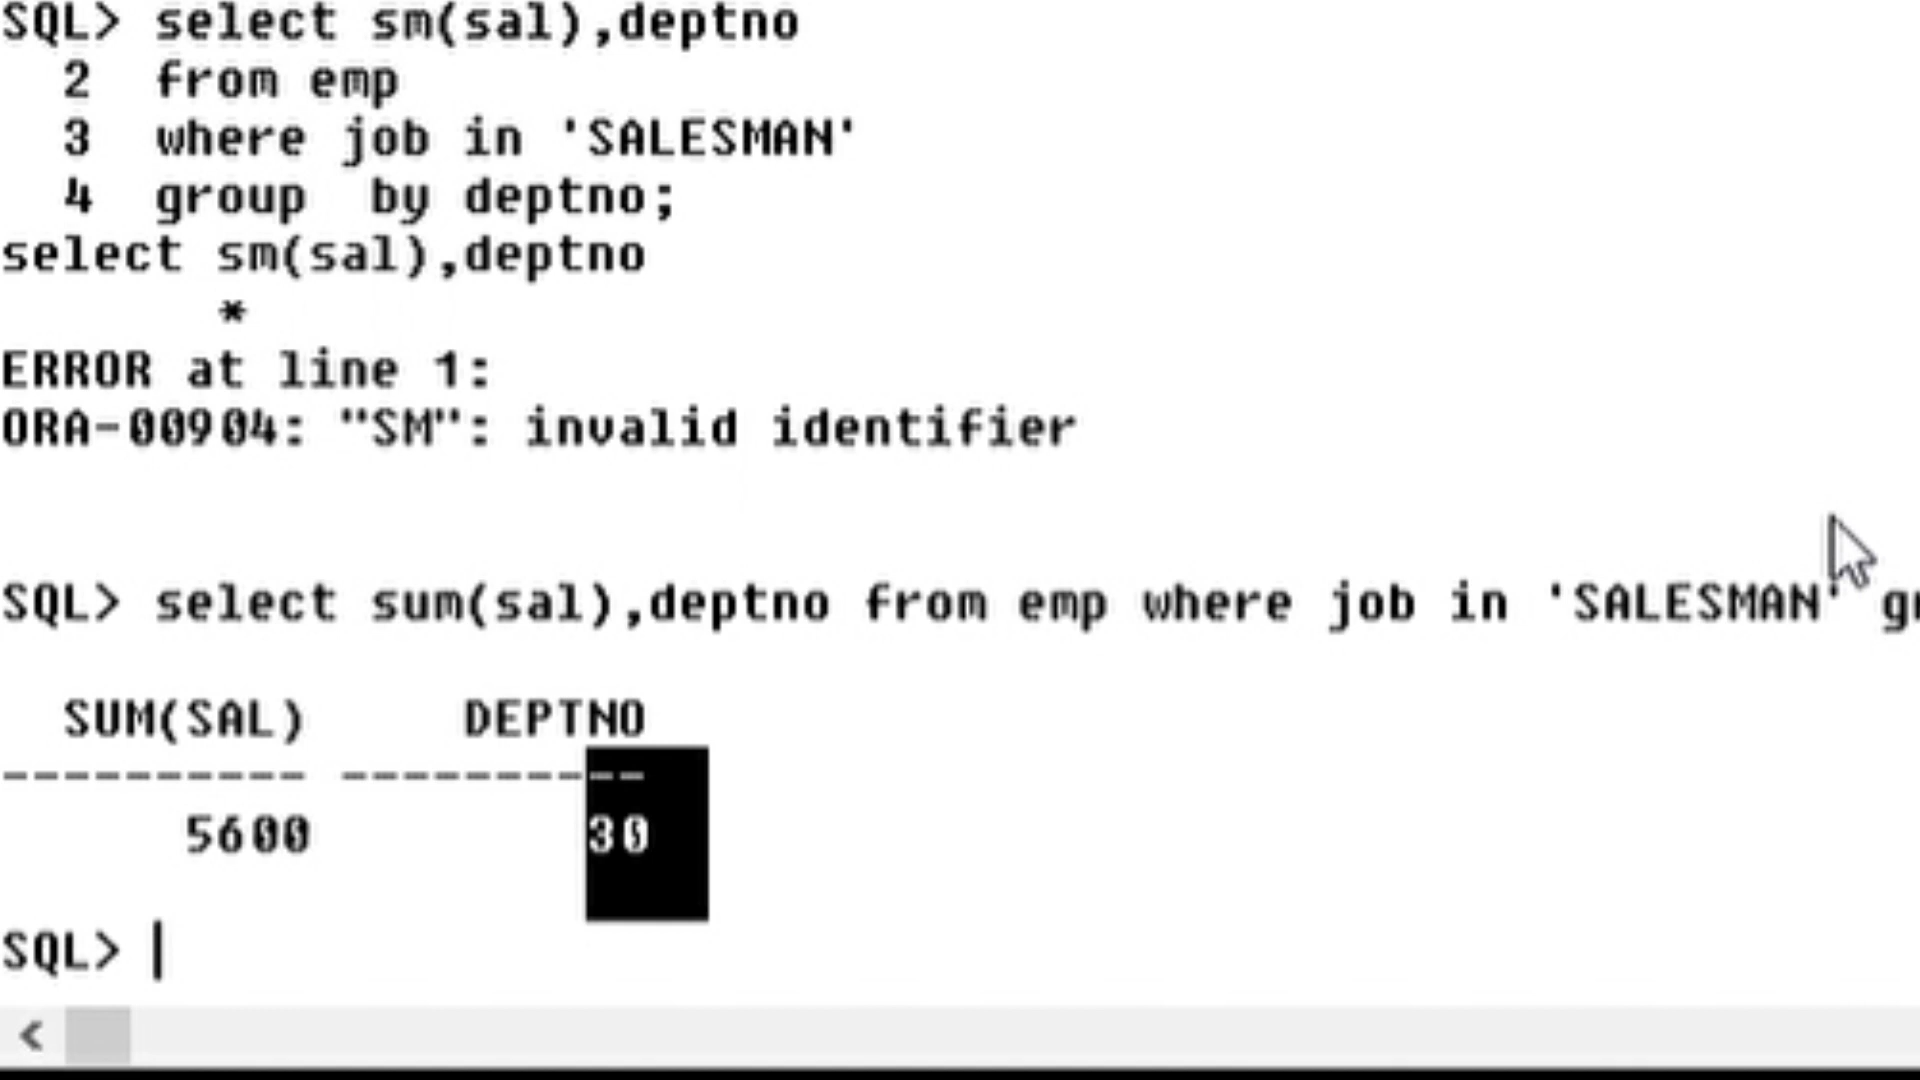 SQL> select sm(sal),deptno
2 from emp
3 where job in 'SALESMAN'
4 group by deptno;
select sm(sal),deptno
*
ERROR at line 1:
ORA-00904: "SM": invalid identifier
SQL> select sum(sal),deptno from emp where job in 'SALESMAN'
SUM(SAL) DEPTNO
---------- ----------
5600 30
SQL>